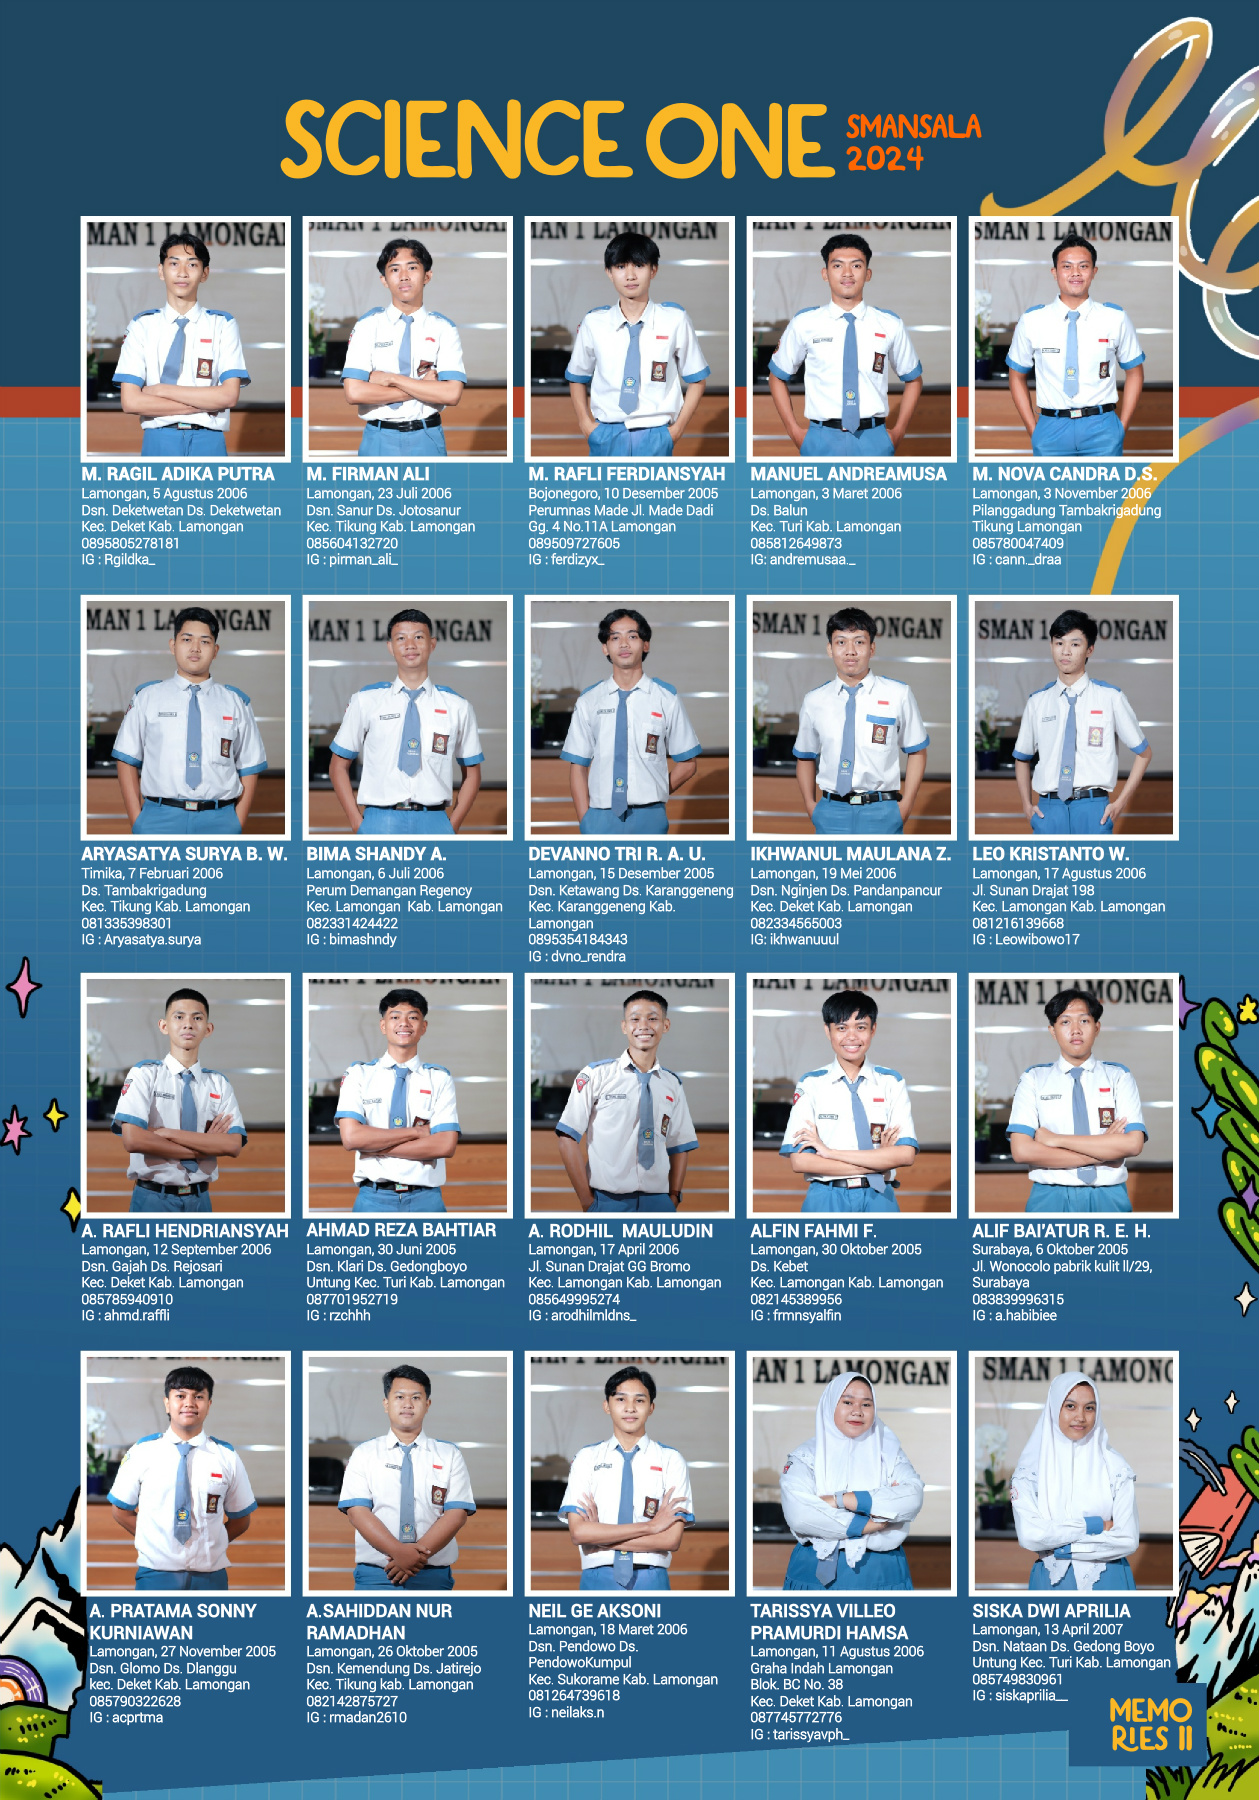 SCIENCE ONE
SMANSALA
2024
MAN 1 LAMONGAN
SMAN 1 LAMONGAN
MAN 1 LAMONGAN
SMAN 1 LAMONGAN
SMAN 1 LAMONGAN
M. RAGIL ADIKA PUTRA
Lamongan, 5 Agustus 2006
Dsn. Deketwetan Ds. Deketwetan
Kec. Deket Kab. Lamongan
0895805278181
IG : Rgildka_
M. FIRMAN ALI
Lamongan, 23 Juli 2006
Dsn. Sanur Ds. Jotosanur
Kec. Tikung Kab. Lamongan
085604132720
IG : pirman_ali_
M. RAFLI FERDIANSYAH
Bojonegoro, 10 Desember 2005
Perumnas Made Jl. Made Dadi
Gg. 4 No.11A Lamongan
089509727605
IG : ferdizyx_
MANUEL ANDREAMUSA
Lamongan, 3 Maret 2006
Ds. Balun
Kec. Turi Kab. Lamongan
085812649873
IG: andremusaa._
M. NOVA CANDRA D.S.
Lamongan, 3 November 2006
Pilanggadung Tambakrigadung
Tikung Lamongan
085780047409
IG : cann._draa
ARYASATYA SURYA B. W.
Timika, 7 Februari 2006
Ds. Tambakrigadung
Kec. Tikung Kab. Lamongan
081335398301
IG : Aryasatya.surya
BIMA SHANDY A.
Lamongan, 6 Juli 2006
Perum Demangan Regency
Kec. Lamongan  Kab. Lamongan
082331424422
IG : bimashndy
DEVANNO TRI R. A. U.
Lamongan, 15 Desember 2005
Dsn. Ketawang Ds. Karanggeneng
Kec. Karanggeneng Kab.
Lamongan
0895354184343
IG : dvno_rendra
IKHWANUL MAULANA Z.
Lamongan, 19 Mei 2006
Dsn. Nginjen Ds. Pandanpancur
Kec. Deket Kab. Lamongan
082334565003
IG: ikhwanuuul
LEO KRISTANTO W.
Lamongan, 17 Agustus 2006
Jl. Sunan Drajat 198
Kec. Lamongan Kab. Lamongan
081216139668
IG : Leowibowo17
A. RAFLI HENDRIANSYAH
Lamongan, 12 September 2006
Dsn. Gajah Ds. Rejosari
Kec. Deket Kab. Lamongan
085785940910
IG : ahmd.raffli
AHMAD REZA BAHTIAR
Lamongan, 30 Juni 2005
Dsn. Klari Ds. Gedongboyo
Untung Kec. Turi Kab. Lamongan
087701952719
IG : rzchhh
A. RODHIL  MAULUDIN
Lamongan, 17 April 2006
Jl. Sunan Drajat GG Bromo
Kec. Lamongan Kab. Lamongan
085649995274
IG : arodhilmldns_
ALFIN FAHMI F.
Lamongan, 30 Oktober 2005
Ds. Kebet
Kec. Lamongan Kab. Lamongan
082145389956
IG : frmnsyalfin
ALIF BAI'ATUR R. E. H.
Surabaya, 6 Oktober 2005
Jl. Wonocolo pabrik kulit ll/29,
Surabaya
083839996315
IG : a.habibiee
A. PRATAMA SONNY
KURNIAWAN
Lamongan, 27 November 2005
Dsn. Glomo Ds. Dlanggu
kec. Deket Kab. Lamongan
085790322628
IG : acprtma
A.SAHIDDAN NUR
RAMADHAN
Lamongan, 26 Oktober 2005
Dsn. Kemendung Ds. Jatirejo
Kec. Tikung kab. Lamongan
082142875727
IG : rmadan2610
NEIL GE AKSONI
Lamongan, 18 Maret 2006
Dsn. Pendowo Ds.
PendowoKumpul
Kec. Sukorame Kab. Lamongan
081264739618
IG : neilaks.n
TARISSYA VILLEO
PRAMURDI HAMSA
Lamongan, 11 Agustus 2006
Graha Indah Lamongan
Blok. BC No. 38
Kec. Deket Kab. Lamongan
087745772776
IG : tarissyavph_
SISKA DWI APRILIA
Lamongan, 13 April 2007
Dsn. Nataan Ds. Gedong Boyo
Untung Kec. Turi Kab. Lamongan
085749830961
IG : siskaprilia__
MEMO
RIES II